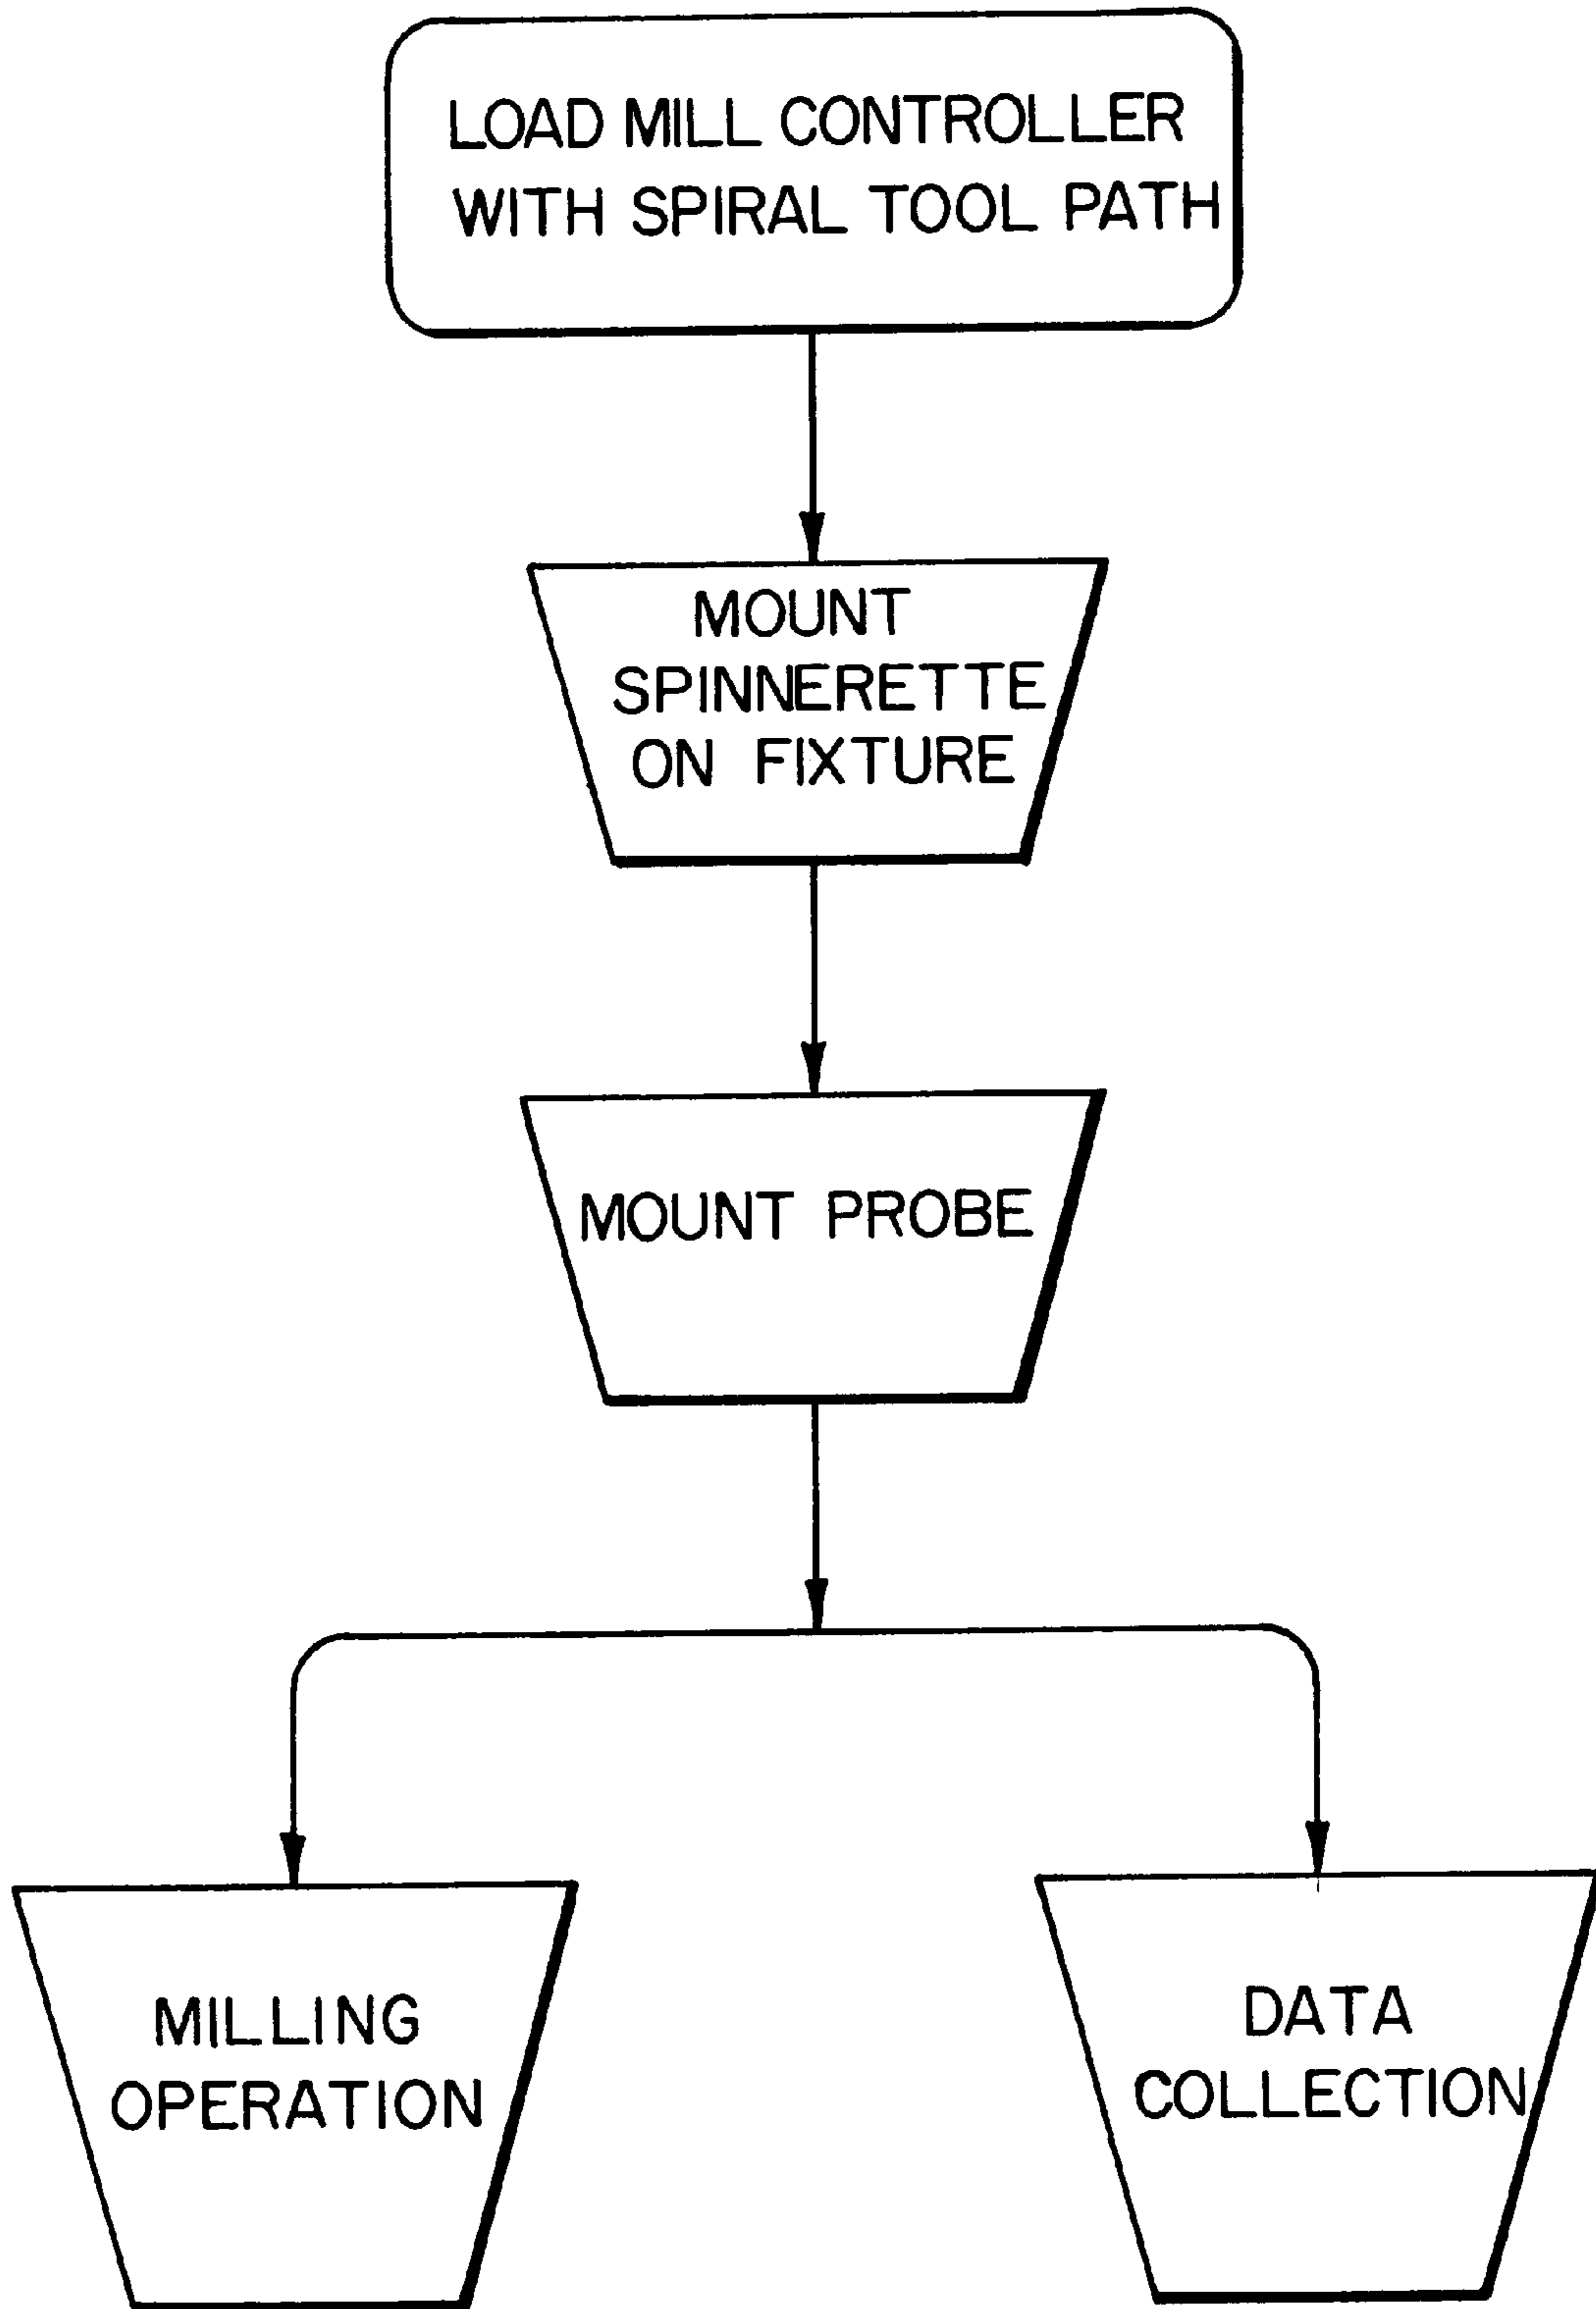 LOAD MILL CONTROLLER
WITH SPIRAL TOOL PATH
MOUNT
SPINNERETTE
ON FIXTURE
MOUNT PROBE
MILLING
OPERATION
DATA
COLLECTION